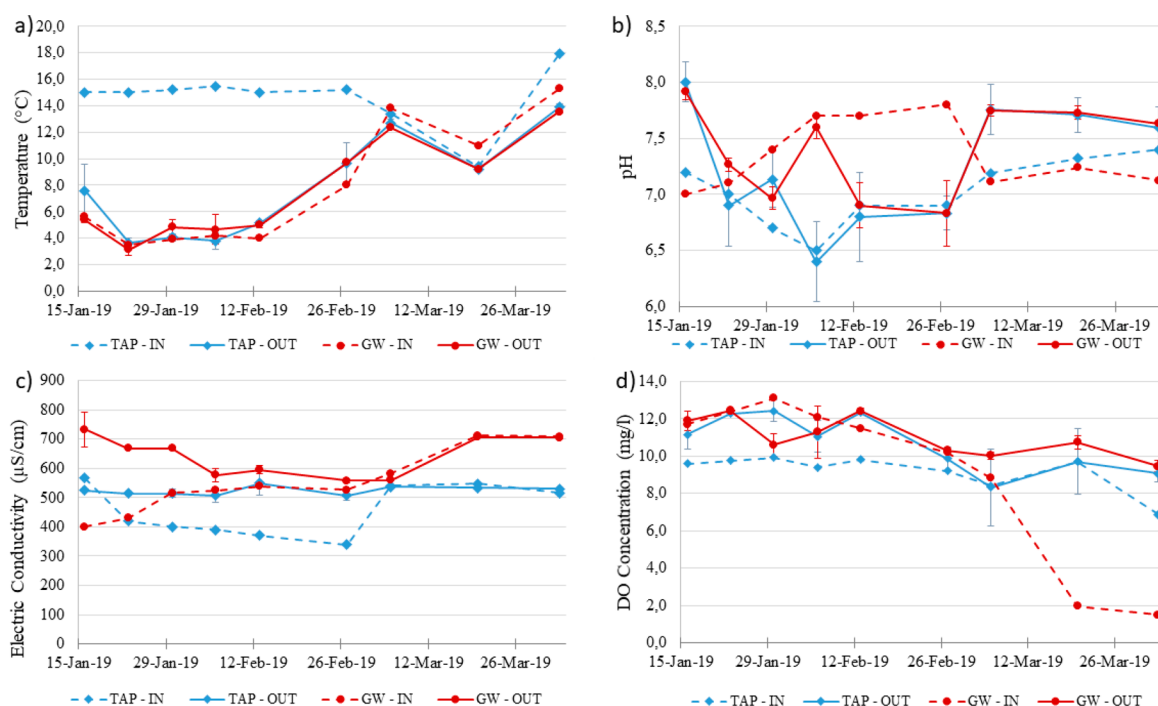 a)
20,0
18,0
16,0
14,0
12,0
10,0
8,0
6,0
4,0
2,0
0,0
Temperature (°C)
15-Jan-19 29-Jan-19 12-Feb-19 26-Feb-19 12-Mar-19 26-Mar-19
TAP - IN TAP - OUT GW - IN GW - OUT
b)
8,5
8,0
7,5
7,0
6,5
6,0
pH
15-Jan-19 29-Jan-19 12-Feb-19 26-Feb-19 12-Mar-19 26-Mar-19
TAP - IN TAP - OUT GW - IN GW - OUT
c)
900
800
700
600
500
400
300
200
100
0
Electric Conductivity (µS/cm)
15-Jan-19 29-Jan-19 12-Feb-19 26-Feb-19 12-Mar-19 26-Mar-19
TAP - IN TAP - OUT GW - IN GW - OUT
d)
14,0
12,0
10,0
8,0
6,0
4,0
2,0
0,0
DO Concentration (mg/l)
15-Jan-19 29-Jan-19 12-Feb-19 26-Feb-19 12-Mar-19 26-Mar-19
TAP - IN TAP - OUT GW - IN GW - OUT